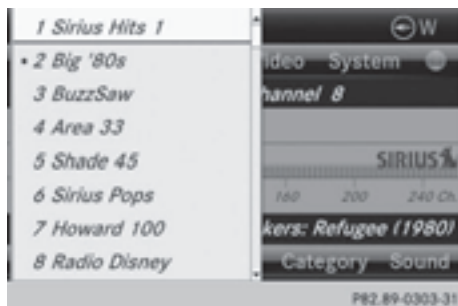 1 Sirius Hits 1
W
• 2 Big '80s
ideo System
3 BuzzSaw
hannel 8
4 Area 33
5 Shade 45
SIRIUS
6 Sirius Pops
160 200 240 Ch.
7 Howard 100
kers: Refugee (1980)
8 Radio Disney
Category Sound
P82.89-0303-31